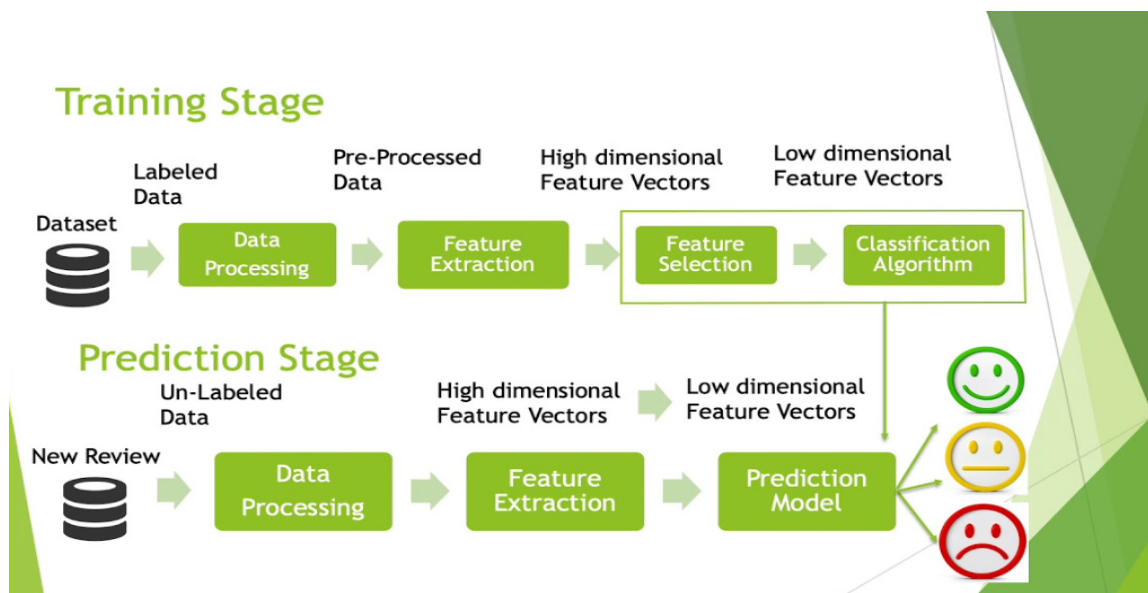 Training Stage
Labeled
Data
Pre-Processed
Data
High dimensional
Feature Vectors
Low dimensional
Feature Vectors
Dataset
Data
Processing
Feature
Extraction
Feature
Selection
Classification
Algorithm
Prediction Stage
Un-Labeled
Data
High dimensional
Feature Vectors
Low dimensional
Feature Vectors
New Review
Data
Processing
Feature
Extraction
Prediction
Model